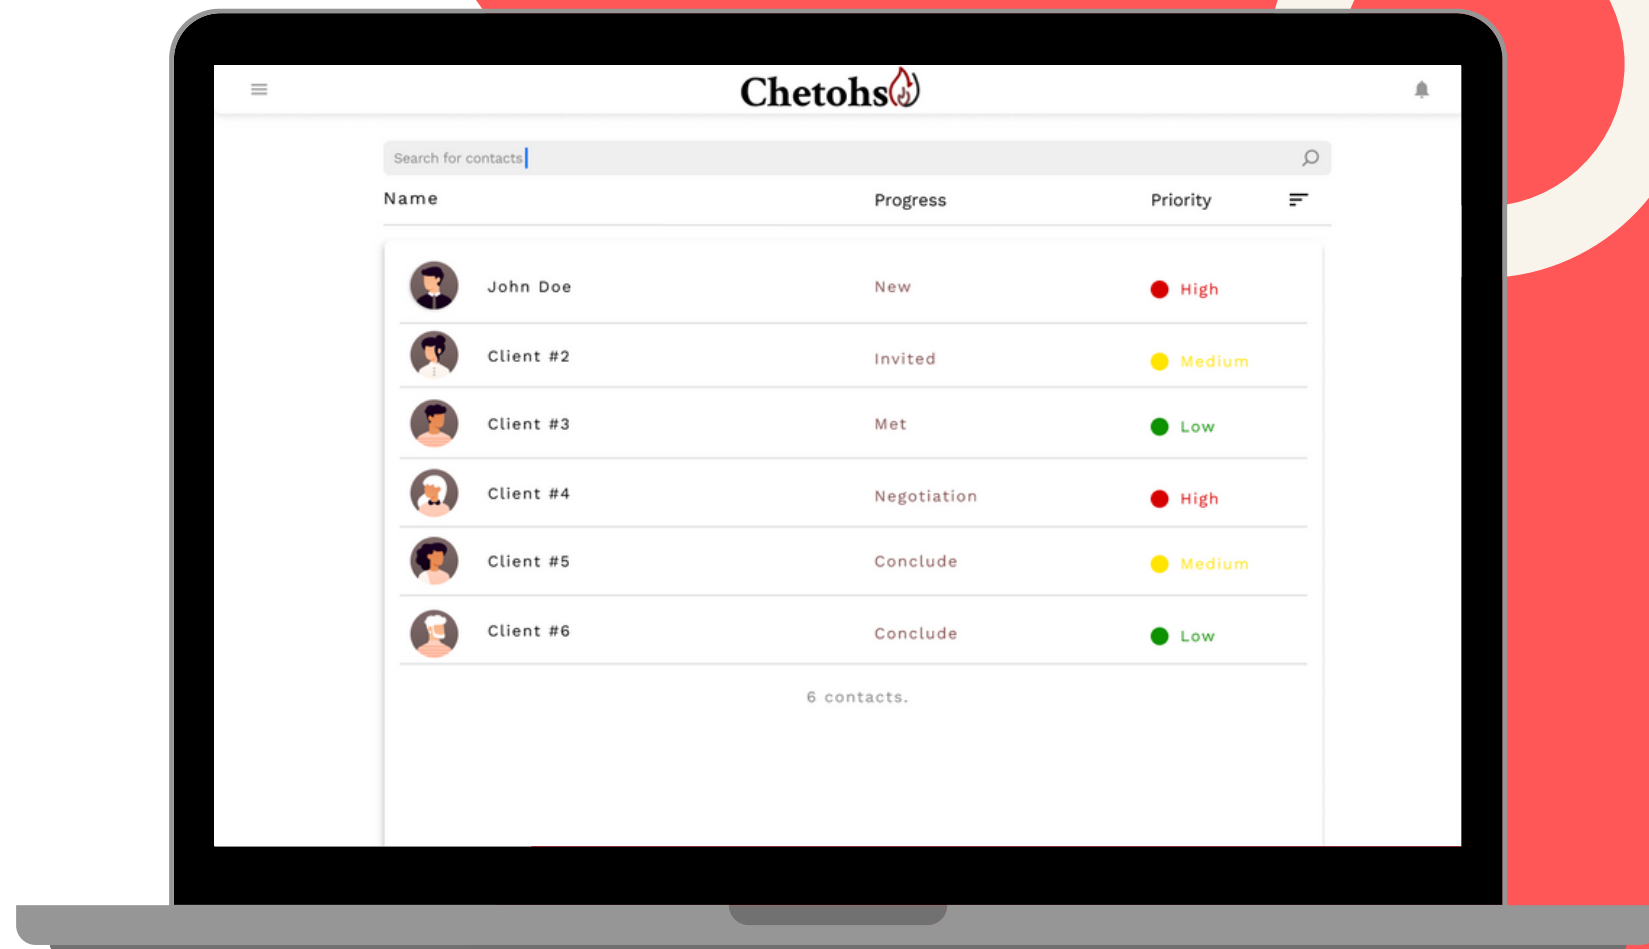 Chetohs
Search for contacts
Name Progress Priority
John Doe New High
Client #2 Invited Medium
Client #3 Met Low
Client #4 Negotiation High
Client #5 Conclude Medium
Client #6 Conclude Low
6 contacts.